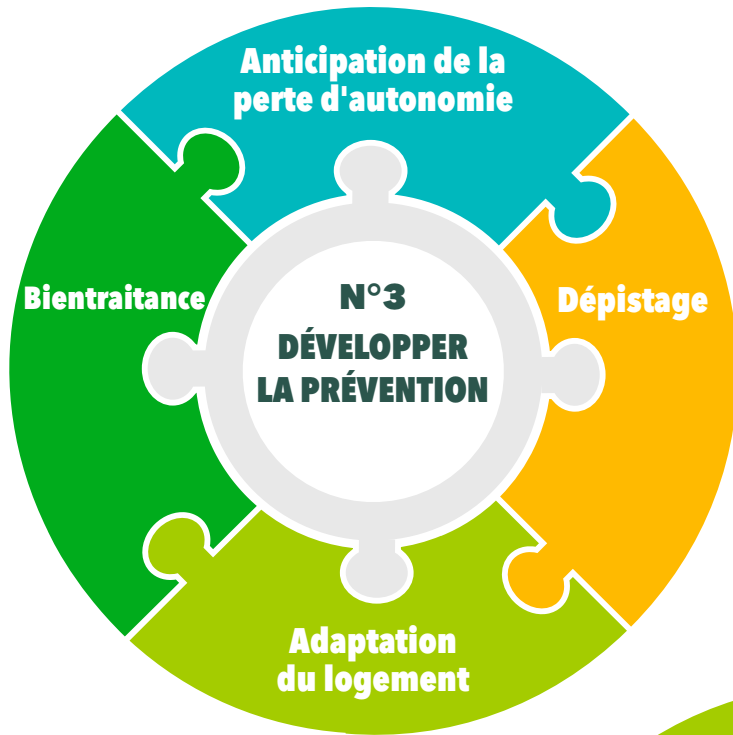 Anticipation de la
perte d'autonomie
Bientraitance
Dépistage
N°3
DÉVELOPPER
LA PRÉVENTION
Adaptation
du logement